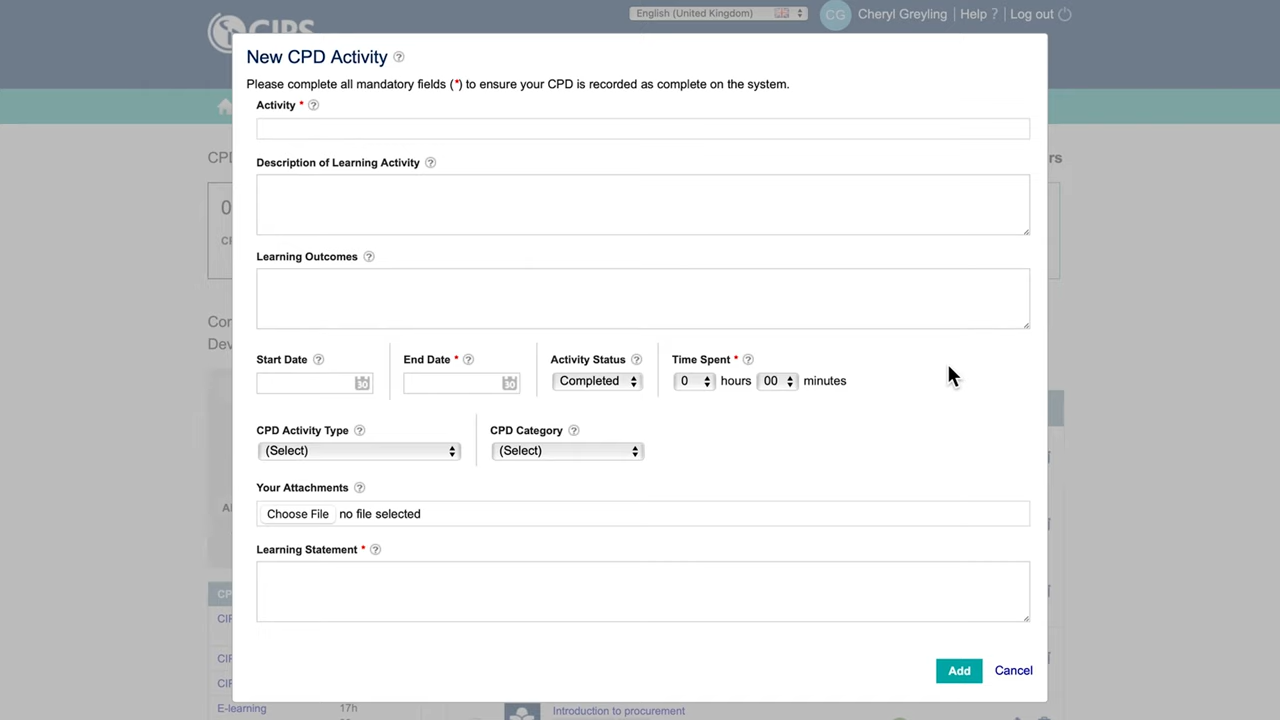 English (United Kingdom)
CG
Cheryl Greyling
Help ?
Log out
CIPS
New CPD Activity ?
Please complete all mandatory fields (*) to ensure your CPD is recorded as complete on the system.
Activity * ?
Description of Learning Activity ?
Learning Outcomes ?
Start Date ?
End Date * ?
Activity Status ?
Time Spent * ?
30
30
Completed
0 hours 00 minutes
CPD Activity Type ?
CPD Category ?
(Select)
(Select)
Your Attachments ?
Choose File no file selected
Learning Statement * ?
Add
Cancel
E-learning
17h
Introduction to procurement